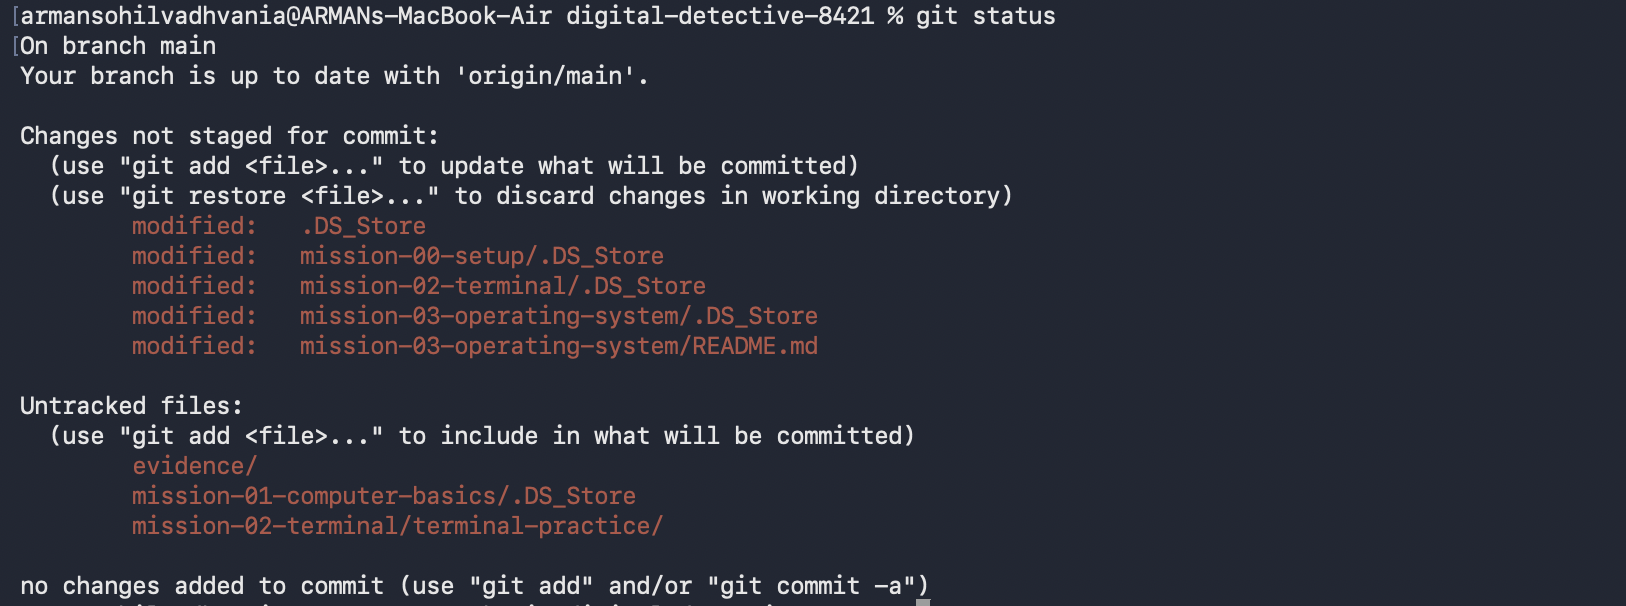 [armansohilvadhvania@ARMANs-MacBook-Air digital-detective-8421 % git status
[On branch main
Your branch is up to date with 'origin/main'.
Changes not staged for commit:
(use "git add <file>..." to update what will be committed)
(use "git restore <file>..." to discard changes in working directory)
modified: .DS_Store
modified: mission-00-setup/.DS_Store
modified: mission-02-terminal/.DS_Store
modified: mission-03-operating-system/.DS_Store
modified: mission-03-operating-system/README.md
Untracked files:
(use "git add <file>..." to include in what will be committed)
evidence/
mission-01-computer-basics/.DS_Store
mission-02-terminal/terminal-practice/
no changes added to commit (use "git add" and/or "git commit -a")